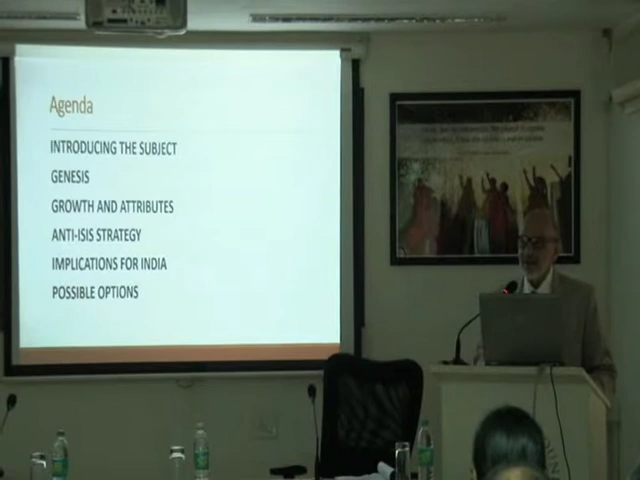 Agenda
INTRODUCING THE SUBJECT
GENESIS
GROWTH AND ATTRIBUTES
ANTI-ISIS STRATEGY
IMPLICATIONS FOR INDIA
POSSIBLE OPTIONS